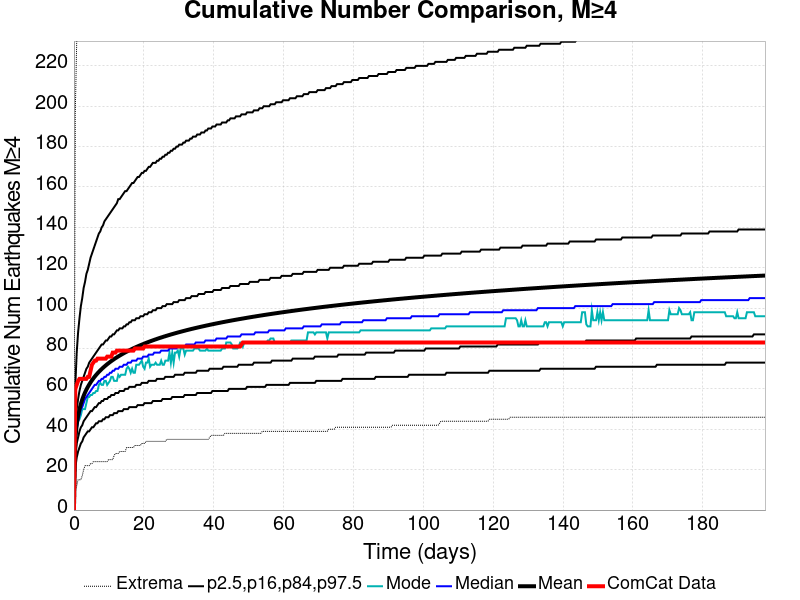 Cumulative Number Comparison, M≥4
Cumulative Num Earthquakes M≥4
220
200
180
160
140
120
100
80
60
40
20
0
0 20 40 60 80 100 120 140 160 180
Time (days)
Extrema p2.5,p16,p84,p97.5 Mode Median Mean ComCat Data